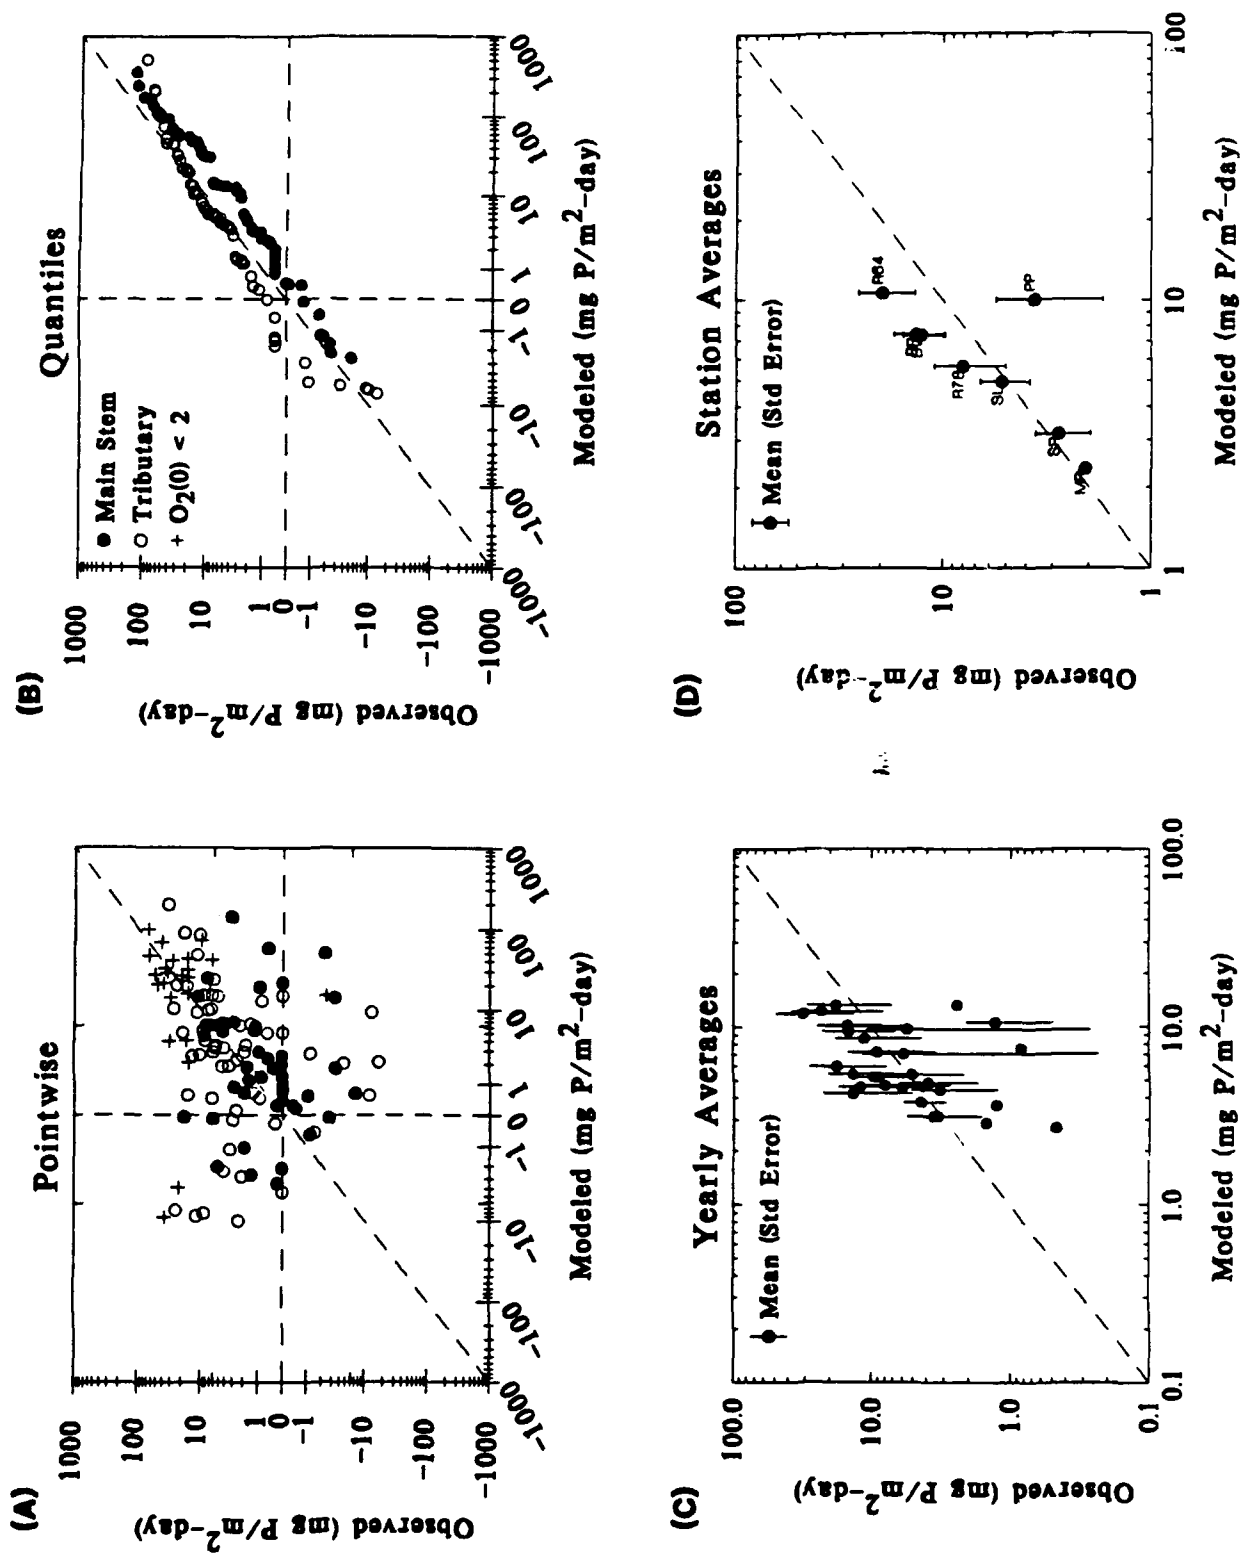 (A)
Pointwise
1000
100
10
1
0
-1
-10
-100
-1000
-1000
-100
-10
-1
0
1
10
100
1000
Observed (mg P/m2-day)
Modeled (mg P/m2-day)
(B)
Quantiles
Main Stem
Tributary
O2(0) < 2
1000
100
10
1
0
-1
-10
-100
-1000
-1000
-100
-10
-1
0
1
10
100
1000
Observed (mg P/m2-day)
Modeled (mg P/m2-day)
(C)
Yearly Averages
Mean (Std Error)
100.0
10.0
1.0
0.1
0.1
1.0
10.0
100.0
Observed (mg P/m2-day)
Modeled (mg P/m2-day)
(D)
Station Averages
Mean (Std Error)
100
10
1
1
10
100
R64
PP
R78
SL
SP
Observed (mg P/m2-day)
Modeled (mg P/m2-day)